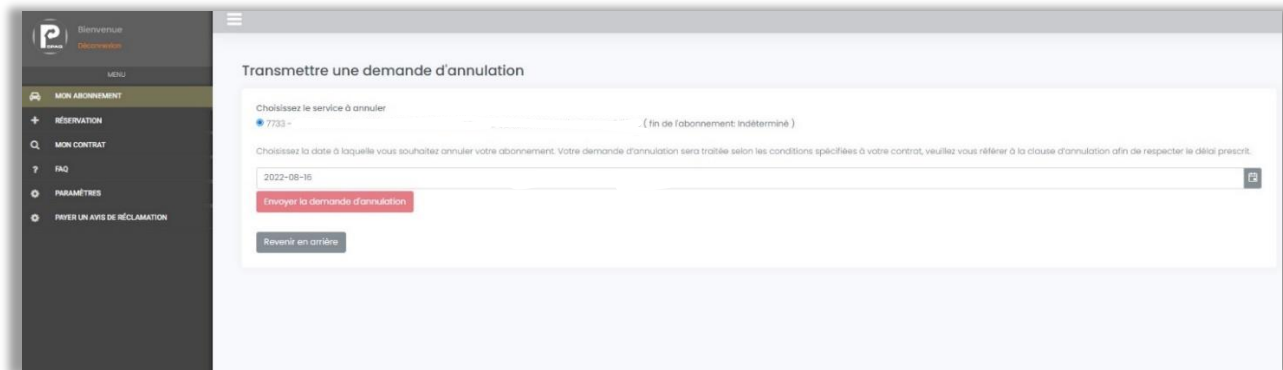 Bienvenue
Déconnexion
MENU
MON ABONNEMENT
RÉSERVATION
MON CONTRAT
FAQ
PARAMÈTRES
PAYER UN AVIS DE RÉCLAMATION
Transmettre une demande d'annulation
Choisissez le service à annuler
7733 - ( fin de l'abonnement: Indéterminé )
Choisissez la date à laquelle vous souhaitez annuler votre abonnement. Votre demande d'annulation sera traitée selon les conditions spécifiées à votre contrat, veuillez vous référer à la clause d'annulation afin de respecter le délai prescrit.
2022-08-16
Envoyer la demande d'annulation
Revenir en arrière